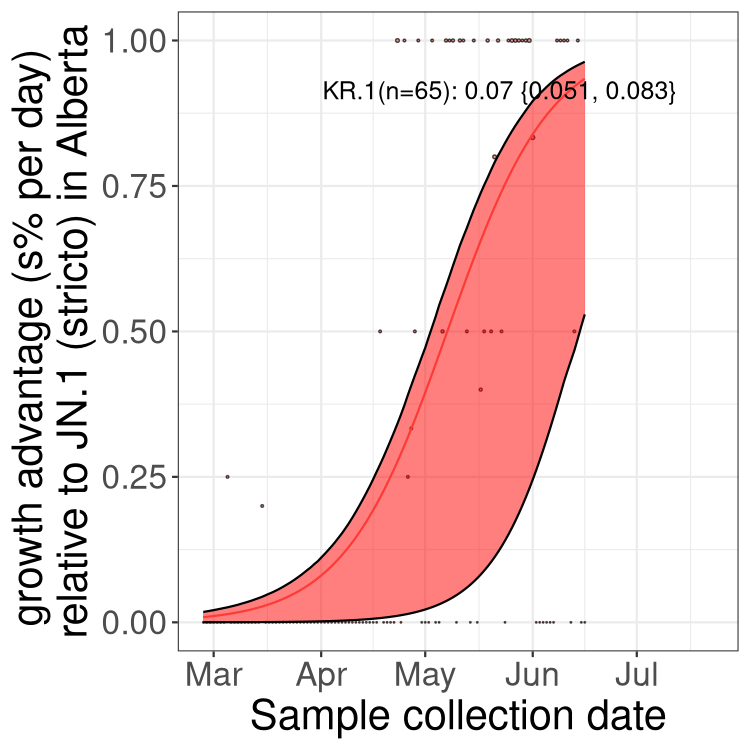 growth advantage (s% per day)
relative to JN.1 (stricto) in Alberta
1.00
0.75
0.50
0.25
0.00
KR.1(n=65): 0.07 {0.051, 0.083}
Mar Apr May Jun Jul
Sample collection date